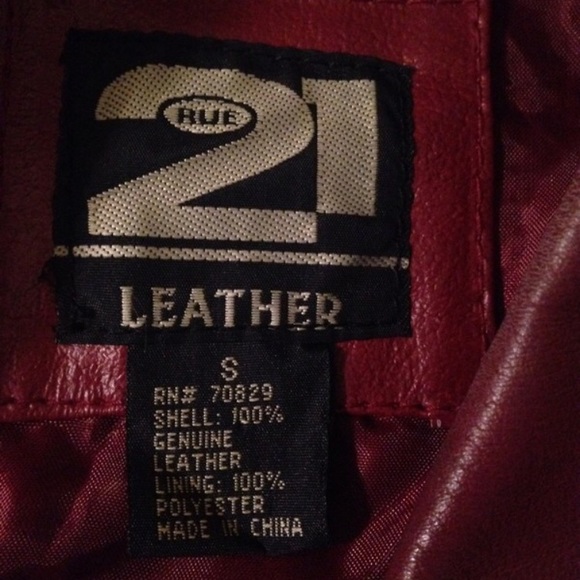 RUE
21
LEATHER
S
RN# 70829
SHELL: 100%
GENUINE
LEATHER
LINING: 100%
POLYESTER
MADE IN CHINA